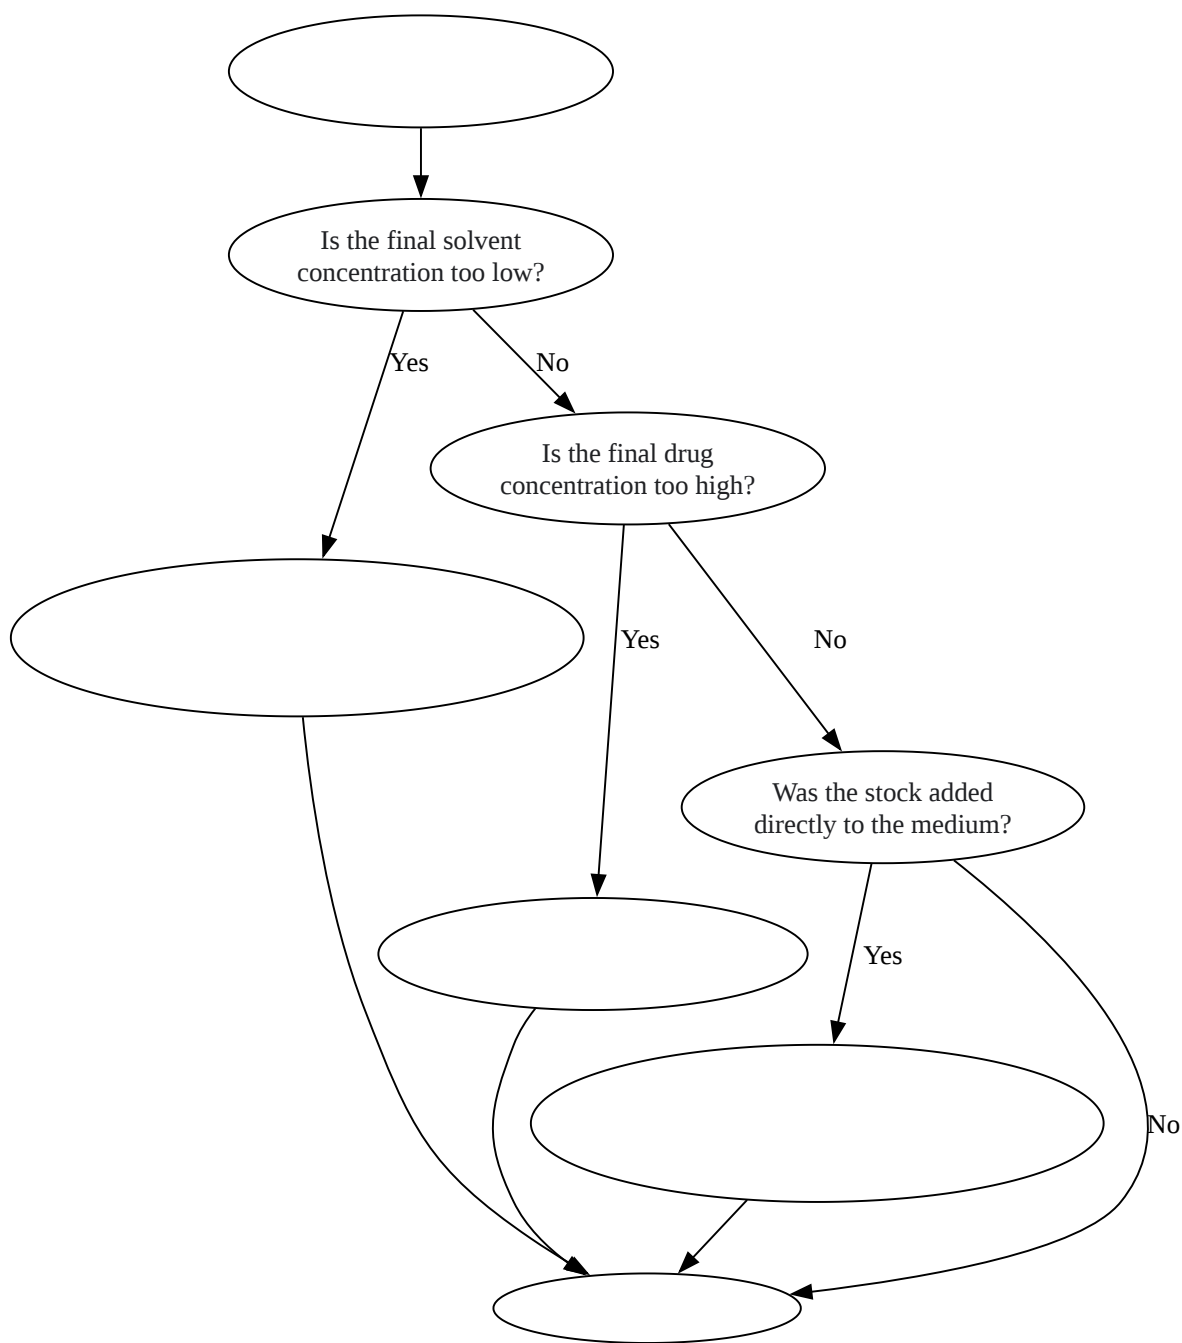 Is the final solvent
concentration too low?
Yes
No
Is the final drug
concentration too high?
Yes
No
Was the stock added
directly to the medium?
Yes
No